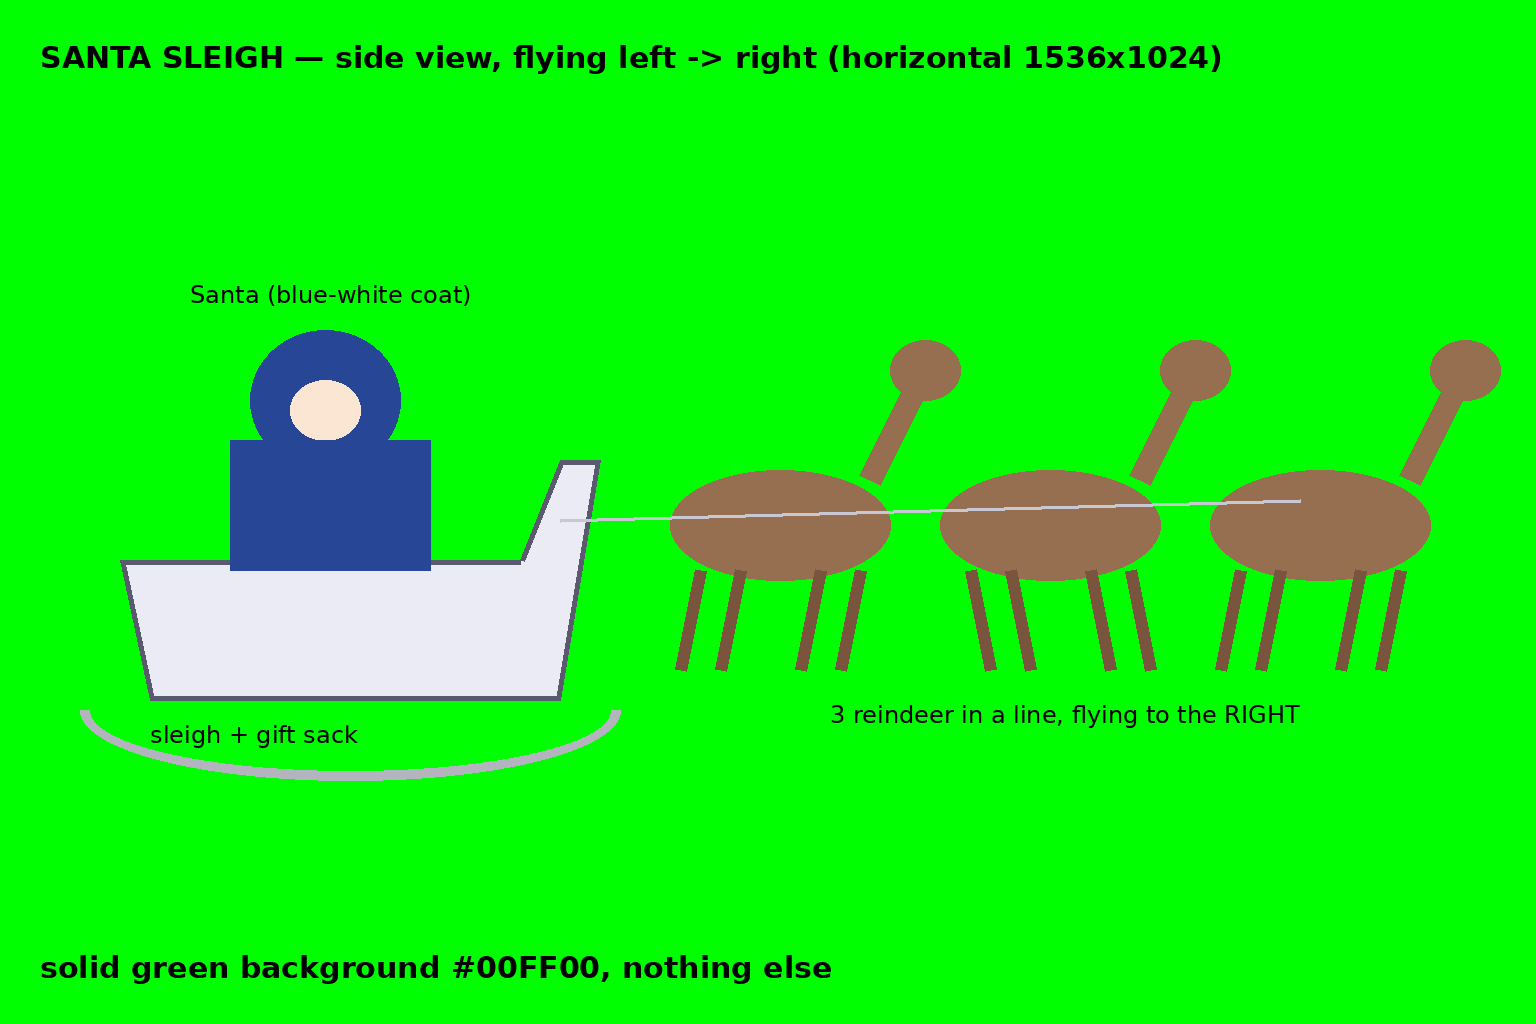 SANTA SLEIGH — side view, flying left -> right (horizontal 1536x1024)
Santa (blue-white coat)
3 reindeer in a line, flying to the RIGHT
sleigh + gift sack
solid green background #00FF00, nothing else